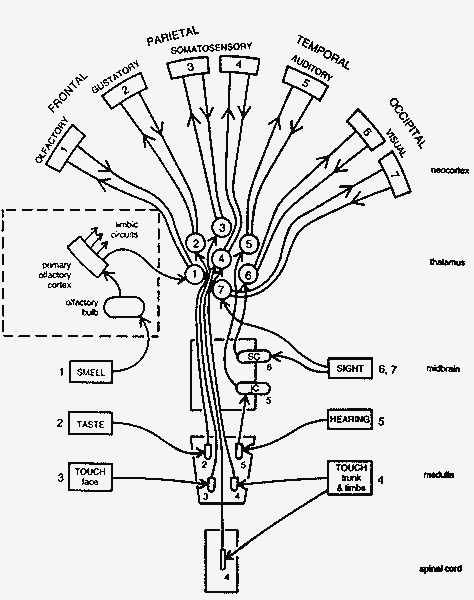 PARIETAL
SOMATOSENSORY
TEMPORAL
AUDITORY
FRONTAL
GUSTATORY
OLFACTORY
OCCIPITAL
VISUAL
1
2
3
4
5
6
7
neocortex
limbic
circuits
primary
olfactory
cortex
olfactory
bulb
3
2
5
4
1
6
7
thalamus
SC
6
IC
5
1 SMELL
SIGHT 6, 7
midbrain
2 TASTE
HEARING 5
2
5
3 TOUCH
face
3
4
TOUCH
trunk
& limbs
4
medulla
4
spinal cord